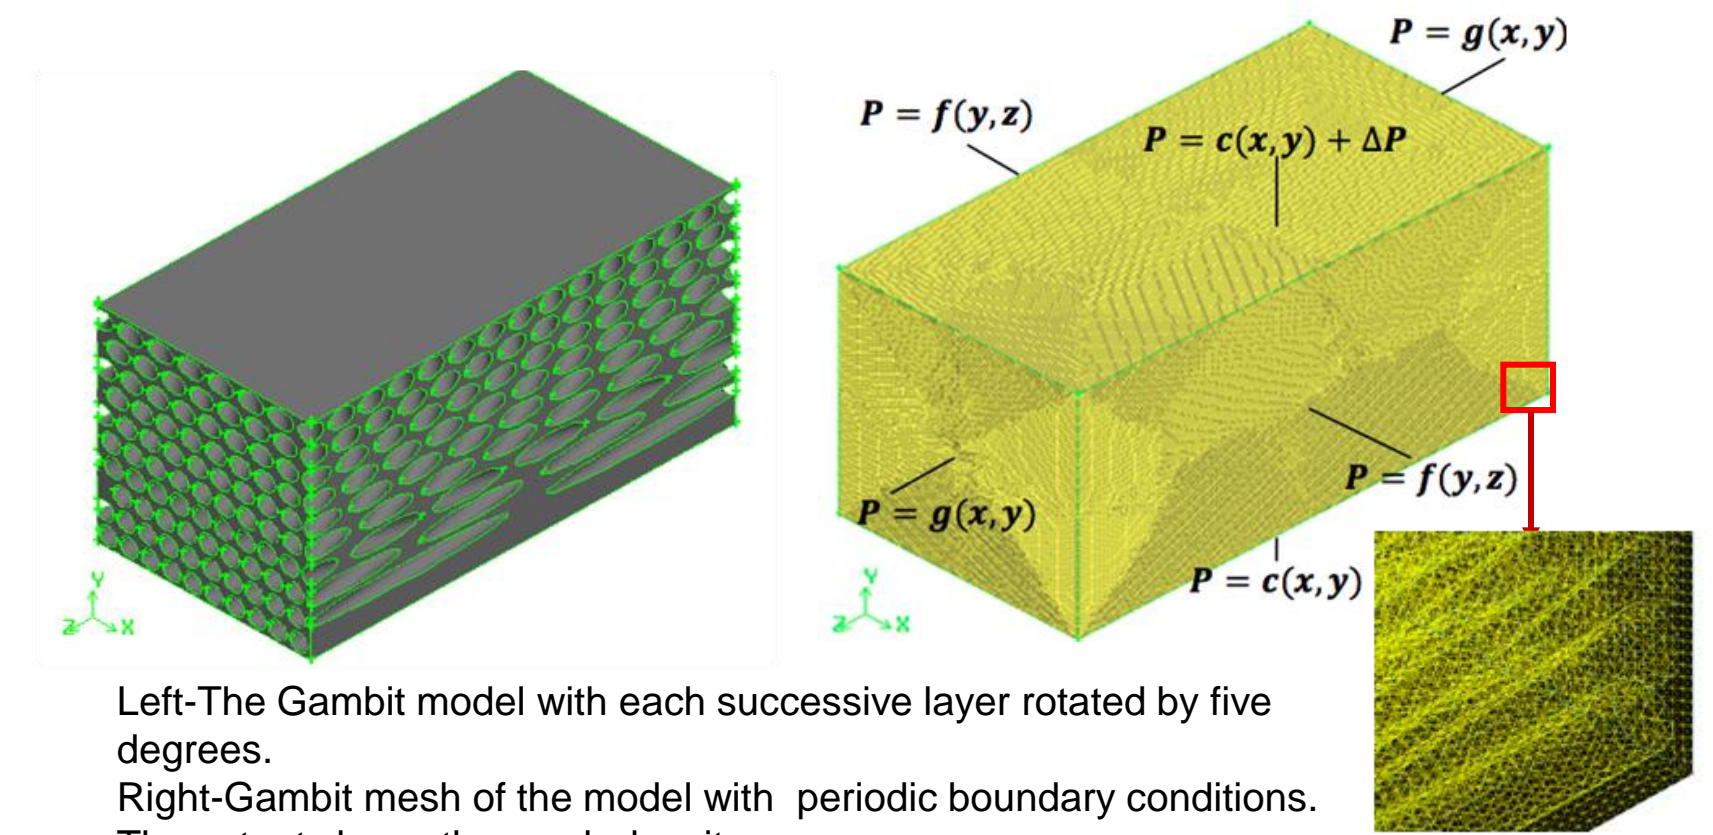 P = g(x,y)
P = f(y,z)
P = c(x,y) + ΔP
P = f(y,z)
P = g(x,y)
P = c(x,y)
Y
Z X
Y
Z X
Left-The Gambit model with each successive layer rotated by five
degrees.
Right-Gambit mesh of the model with periodic boundary conditions.